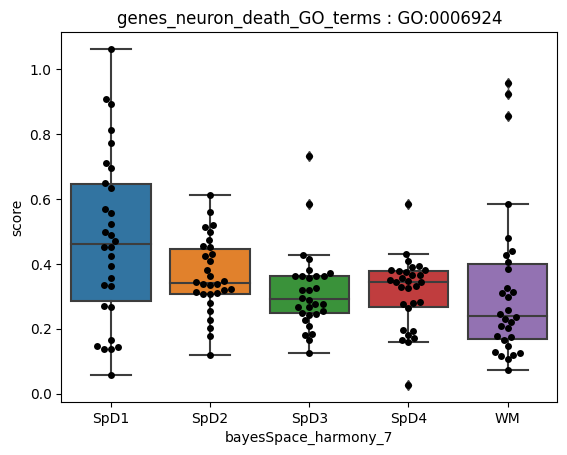 genes_neuron_death_GO_terms : GO:0006924
score
1.0
0.8
0.6
0.4
0.2
0.0
SpD1 SpD2 SpD3 SpD4 WM
bayesSpace_harmony_7